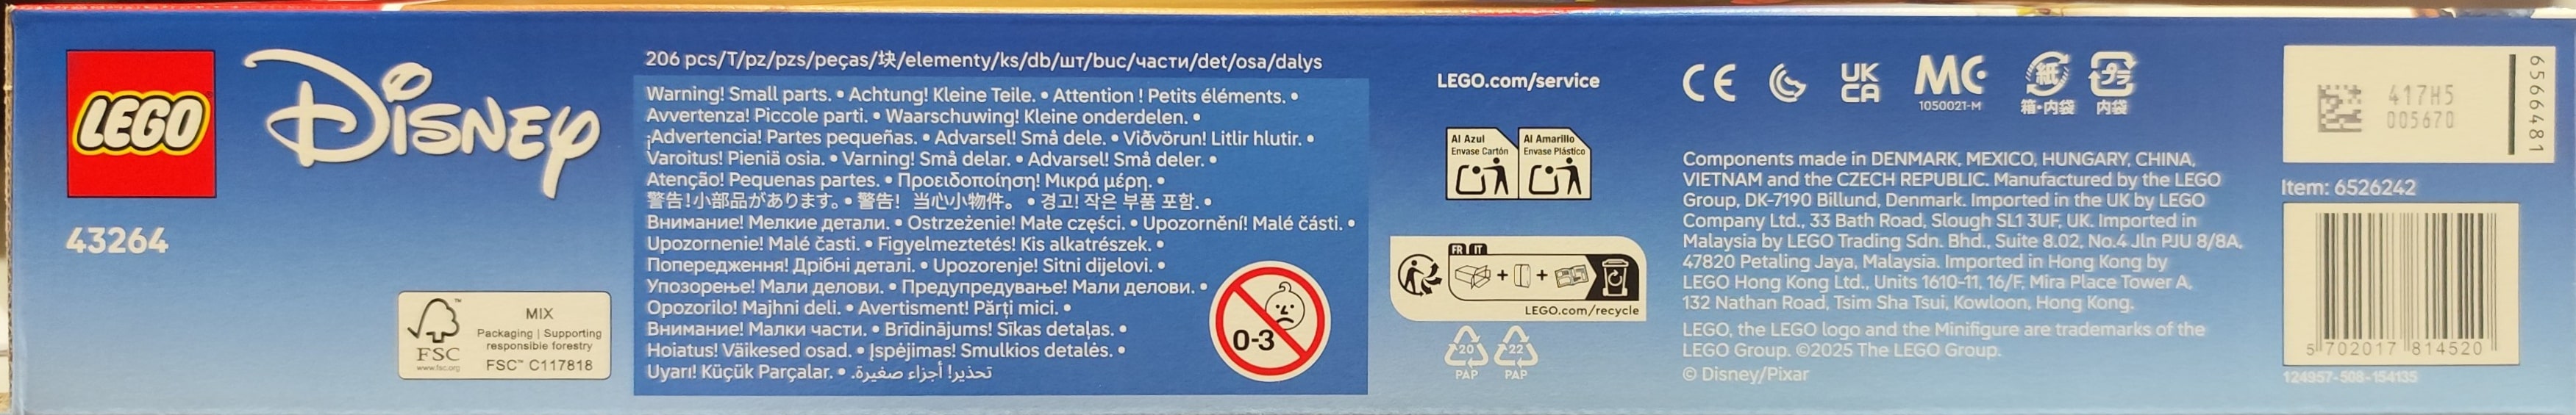 LEGO
DISNEY
43264
FSC
www.fsc.org
MIX
Packaging | Supporting
responsible forestry
FSC™ C117818
206 pcs/T/pz/pzs/peças/块/elementy/ks/db/шт/buc/части/det/osa/dalys
Warning! Small parts. • Achtung! Kleine Teile. • Attention ! Petits éléments. •
Avvertenza! Piccole parti. • Waarschuwing! Kleine onderdelen. •
¡Advertencia! Partes pequeñas. • Advarsel! Små dele. • Viðvörun! Litlir hlutir. •
Varoitus! Pieniä osia. • Varning! Små delar. • Advarsel! Små deler. •
Atenção! Pequenas partes. • Προειδοποίηση! Μικρά μέρη. •
警告!小部品があります。• 警告! 当心小物件。 • 경고! 작은 부품 포함. •
Внимание! Мелкие детали. • Ostrzeżenie! Małe części. • Upozornění! Malé části. •
Upozornenie! Malé časti. • Figyelmeztetés! Kis alkatrészek. •
Попередження! Дрібні деталі. • Upozorenje! Sitni dijelovi. •
Упозорење! Мали делови. • Предупредување! Мали делови. •
Opozorilo! Majhni deli. • Avertisment! Părți mici. •
Внимание! Малки части. • Brīdinājums! Sīkas detaļas. •
Hoiatus! Väikesed osad. • Įspėjimas! Smulkios detalės. •
Uyarı! Küçük Parçalar. • تحذير! أجزاء صغيرة.
0-3
LEGO.com/service
Al Azul
Envase Cartón
Al Amarillo
Envase Plástico
FR IT
LEGO.com/recycle
20
PAP
22
PAP
CE
UK
CA
MC
1050021-M
紙
箱・内袋
プラ
内袋
Components made in DENMARK, MEXICO, HUNGARY, CHINA,
VIETNAM and the CZECH REPUBLIC. Manufactured by the LEGO
Group, DK-7190 Billund, Denmark. Imported in the UK by LEGO
Company Ltd., 33 Bath Road, Slough SL1 3UF, UK. Imported in
Malaysia by LEGO Trading Sdn. Bhd., Suite 8.02, No.4 Jln PJU 8/8A,
47820 Petaling Jaya, Malaysia. Imported in Hong Kong by
LEGO Hong Kong Ltd., Units 1610-11, 16/F, Mira Place Tower A,
132 Nathan Road, Tsim Sha Tsui, Kowloon, Hong Kong.
LEGO, the LEGO logo and the Minifigure are trademarks of the
LEGO Group. ©2025 The LEGO Group.
© Disney/Pixar
417H5
005670
6566481
Item: 6526242
5 702017 814520
124957-508-154135